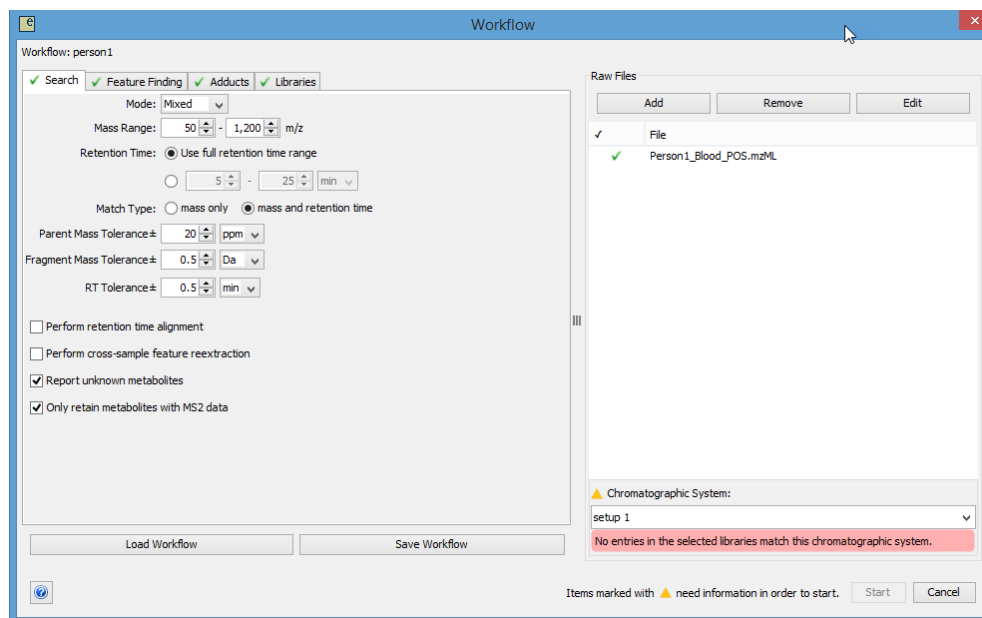 e
Workflow
Workflow: person1
Search
Feature Finding
Adducts
Libraries
Mode: Mixed
Mass Range: 50 - 1,200 m/z
Retention Time: Use full retention time range
5 - 25 min
Match Type: mass only mass and retention time
Parent Mass Tolerance± 20 ppm
Fragment Mass Tolerance± 0.5 Da
RT Tolerance± 0.5 min
Perform retention time alignment
Perform cross-sample feature reextraction
Report unknown metabolites
Only retain metabolites with MS2 data
Load Workflow
Save Workflow
Raw Files
Add
Remove
Edit
File
Person1_Blood_POS.mzML
Chromatographic System:
setup 1
No entries in the selected libraries match this chromatographic system.
Items marked with need information in order to start.
Start
Cancel